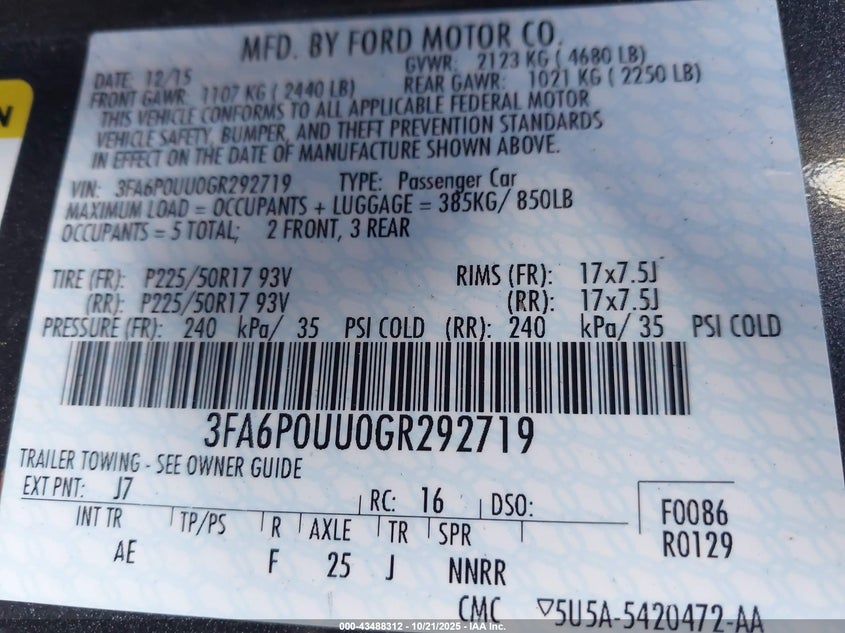 MFD. BY FORD MOTOR CO.
DATE: 12/15 GVWR: 2123 KG ( 4680 LB)
FRONT GAWR: 1107 KG ( 2440 LB) REAR GAWR: 1021 KG ( 2250 LB)
THIS VEHICLE CONFORMS TO ALL APPLICABLE FEDERAL MOTOR
VEHICLE SAFETY, BUMPER, AND THEFT PREVENTION STANDARDS
IN EFFECT ON THE DATE OF MANUFACTURE SHOWN ABOVE.
VIN: 3FA6P0UU0GR292719 TYPE: Passenger Car
MAXIMUM LOAD = OCCUPANTS + LUGGAGE = 385KG/ 850LB
OCCUPANTS = 5 TOTAL; 2 FRONT, 3 REAR
TIRE (FR): P225/50R17 93V RIMS (FR): 17x7.5J
(RR): P225/50R17 93V (RR): 17x7.5J
PRESSURE (FR): 240 kPa/ 35 PSI COLD (RR): 240 kPa/ 35 PSI COLD
3FA6P0UU0GR292719
TRAILER TOWING - SEE OWNER GUIDE
EXT PNT: J7 RC: 16 DSO: F0086
INT TR TP/PS R AXLE TR SPR R0129
AE F 25 J NNRR
CMC ▽5U5A-5420472-AA
N
000-43488312 - 10/21/2025 - IAA Inc.